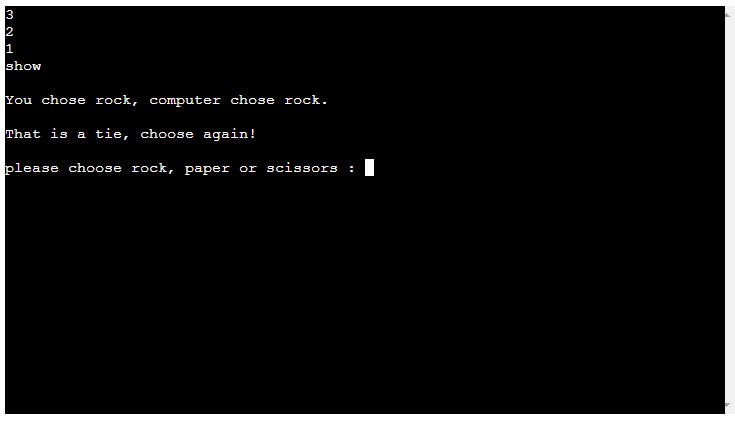 3
2
1
show
You chose rock, computer chose rock.
That is a tie, choose again!
please choose rock, paper or scissors :